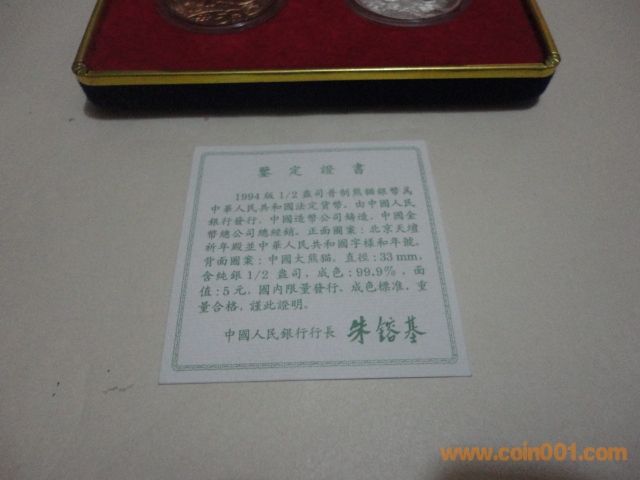 鑒定證書
1994版1/2盎司普制熊貓銀幣爲
中華人民共和國法定貨幣，由中國人民
銀行發行，中國造幣公司鑄造，中國金
幣總公司總經銷，正面圖案：北京天壇
祈年殿並中華人民共和國字樣和年號，
背面圖案：中國大熊貓，直徑：33mm，
含純銀1/2盎司，成色：99.9%，面
值：5元，國内限量發行，成色標准，重
量合格，謹此證明。
中國人民銀行行長 朱鎔基
www.coin001.com